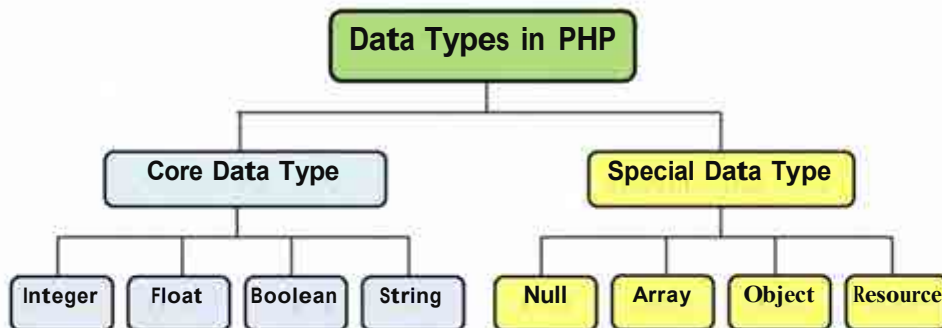 Data Types in PHP
Core Data Type
Special Data Type
Integer
Float
Boolean
String
Null
Array
Object
Resource